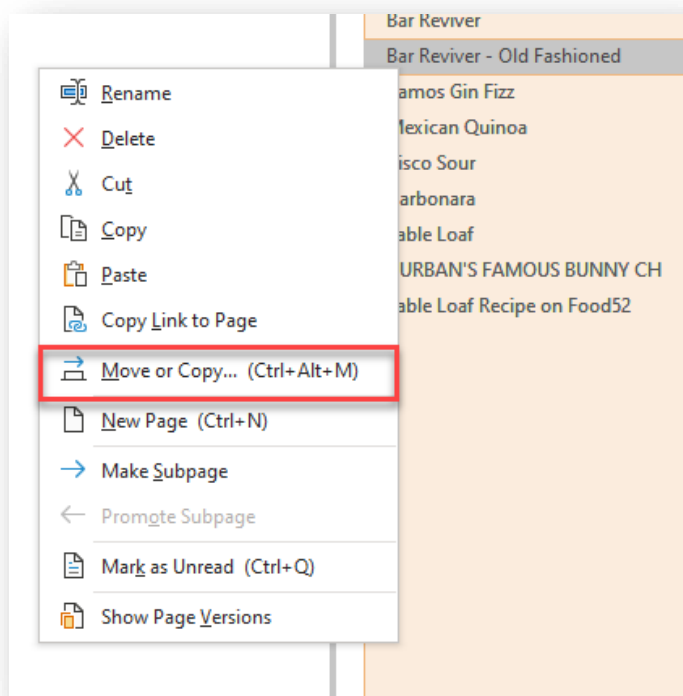 Bar Reviver
Bar Reviver - Old Fashioned
Rename
amos Gin Fizz
Delete
Mexican Quinoa
Cut
isco Sour
arbonara
Copy
able Loaf
Paste
URBAN'S FAMOUS BUNNY CH
Copy Link to Page
able Loaf Recipe on Food52
Move or Copy... (Ctrl+Alt+M)
New Page (Ctrl+N)
Make Subpage
Promote Subpage
Mark as Unread (Ctrl+Q)
Show Page Versions